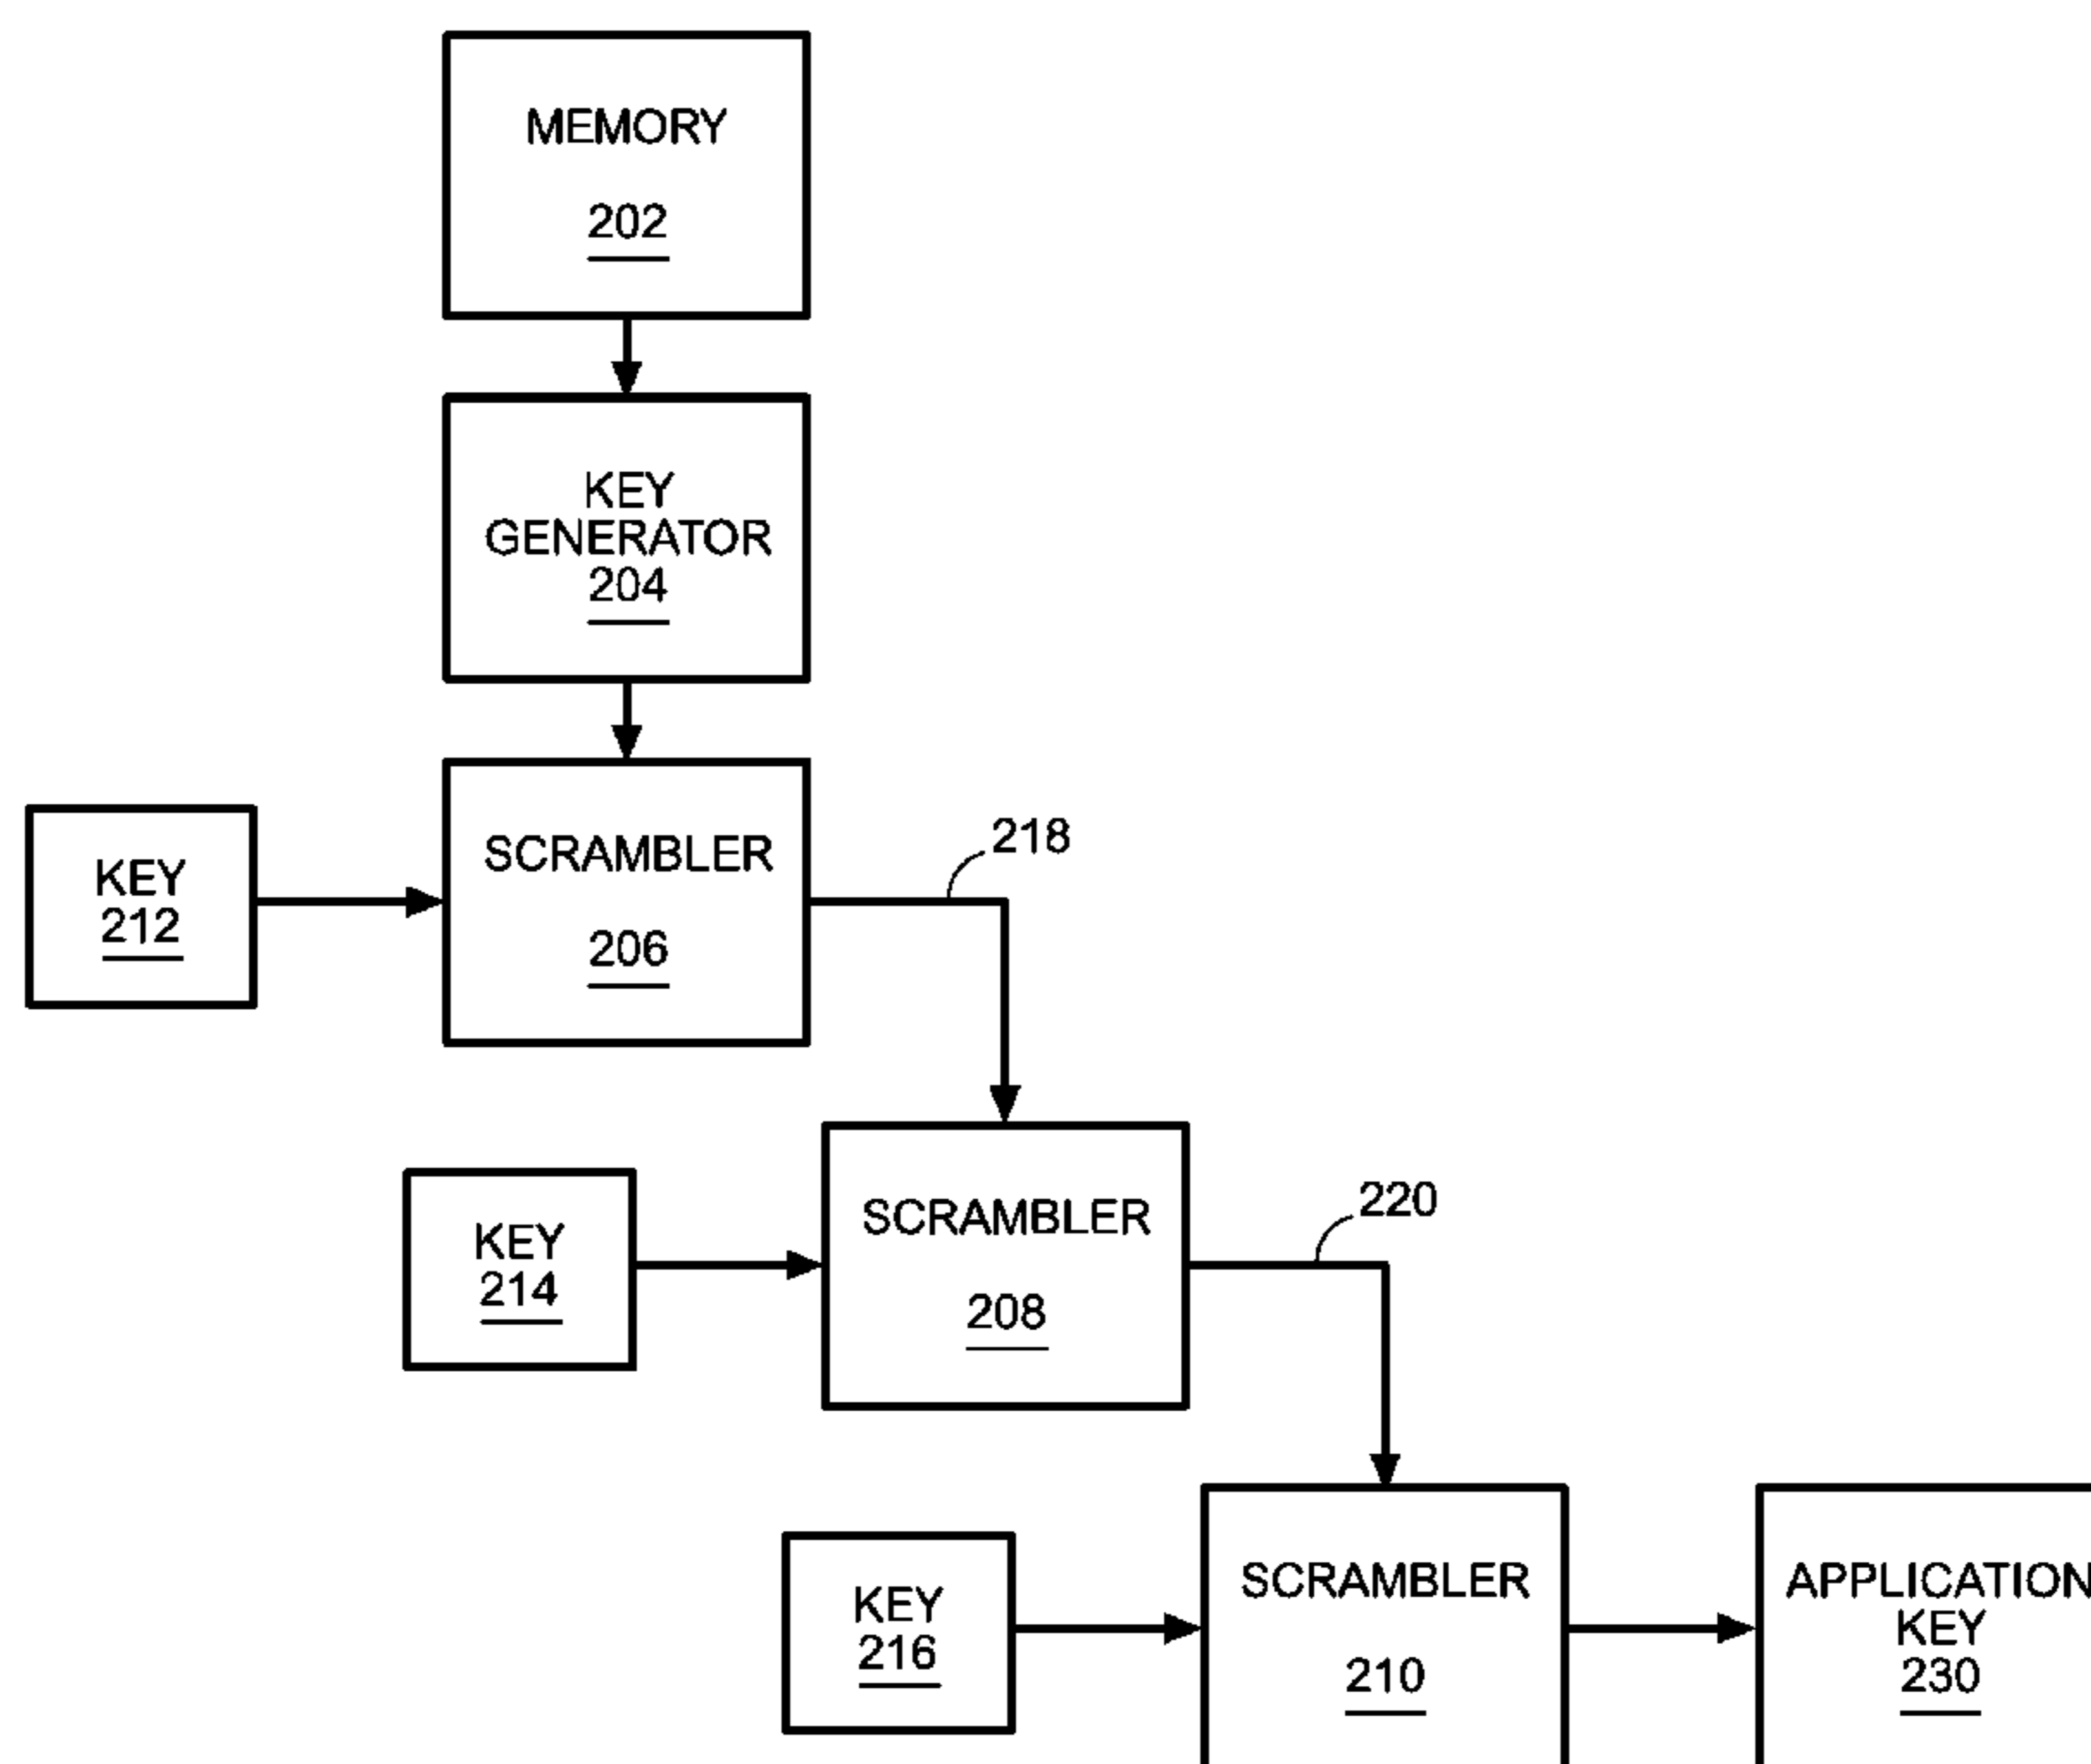 MEMORY
202
KEY
GENERATOR
204
SCRAMBLER
206
KEY
212
218
SCRAMBLER
208
KEY
214
220
SCRAMBLER
210
KEY
216
APPLICATION
KEY
230